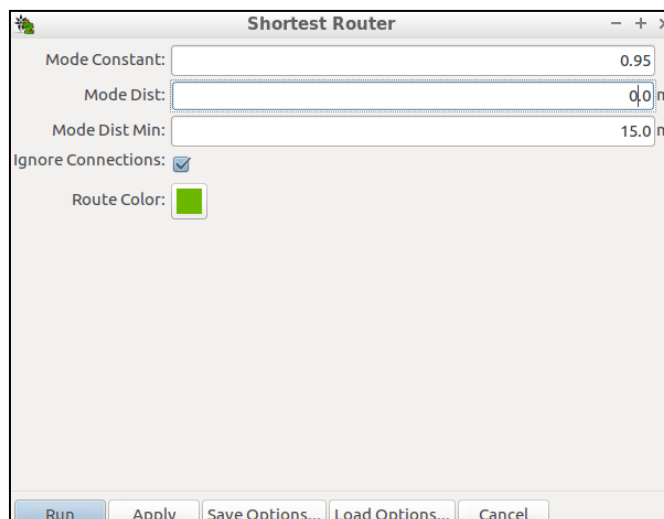 Shortest Router
Mode Constant: 0.95
Mode Dist: 0.0 m
Mode Dist Min: 15.0 m
Ignore Connections:
Route Color:
Run Apply Save Options... Load Options... Cancel